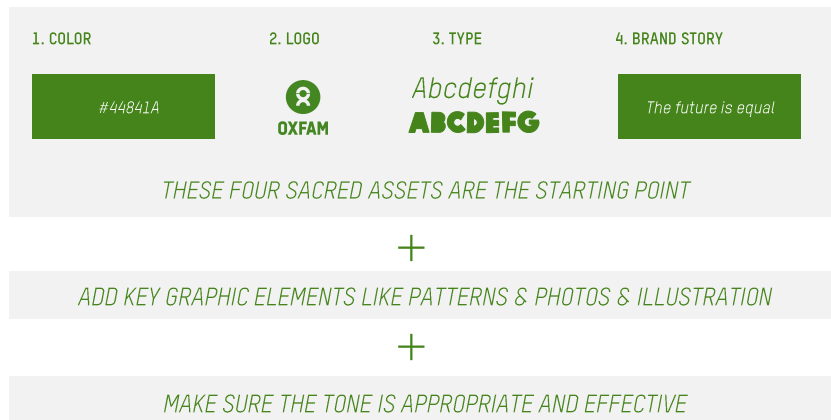 1. COLOR
2. LOGO
3. TYPE
4. BRAND STORY
#44841A
OXFAM
Abcdefghi
ABCDEFG
The future is equal
THESE FOUR SACRED ASSETS ARE THE STARTING POINT
+
ADD KEY GRAPHIC ELEMENTS LIKE PATTERNS & PHOTOS & ILLUSTRATION
+
MAKE SURE THE TONE IS APPROPRIATE AND EFFECTIVE